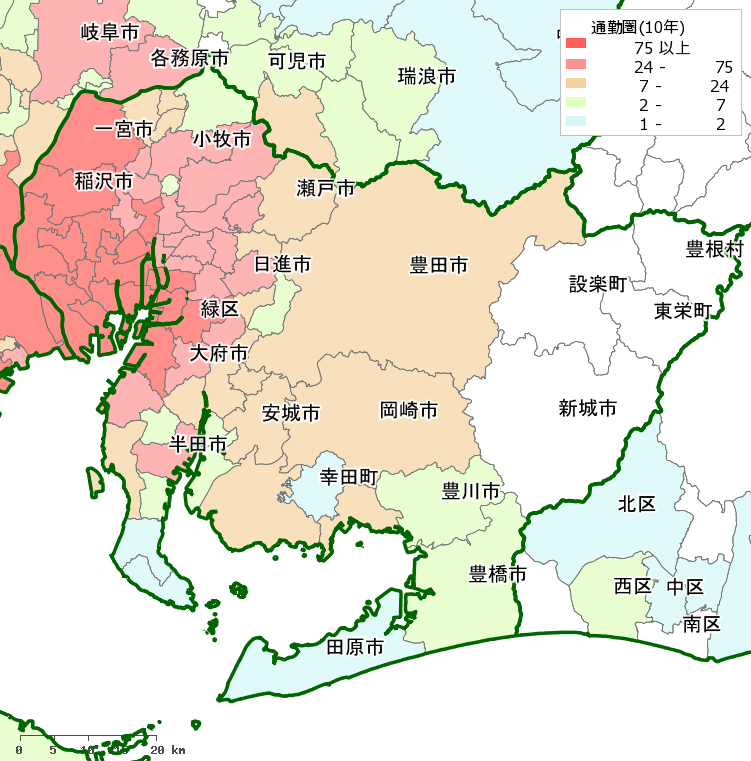 通勤圏(10年)
75 以上
24 - 75
7 - 24
2 - 7
1 - 2
岐阜市
各務原市
可児市
瑞浪市
一宮市
小牧市
稲沢市
瀬戸市
豊根村
日進市
豊田市
設楽町
緑区
東栄町
大府市
安城市
岡崎市
新城市
半田市
幸田町
豊川市
北区
豊橋市
西区
中区
南区
田原市
0 5 10 15 20 km